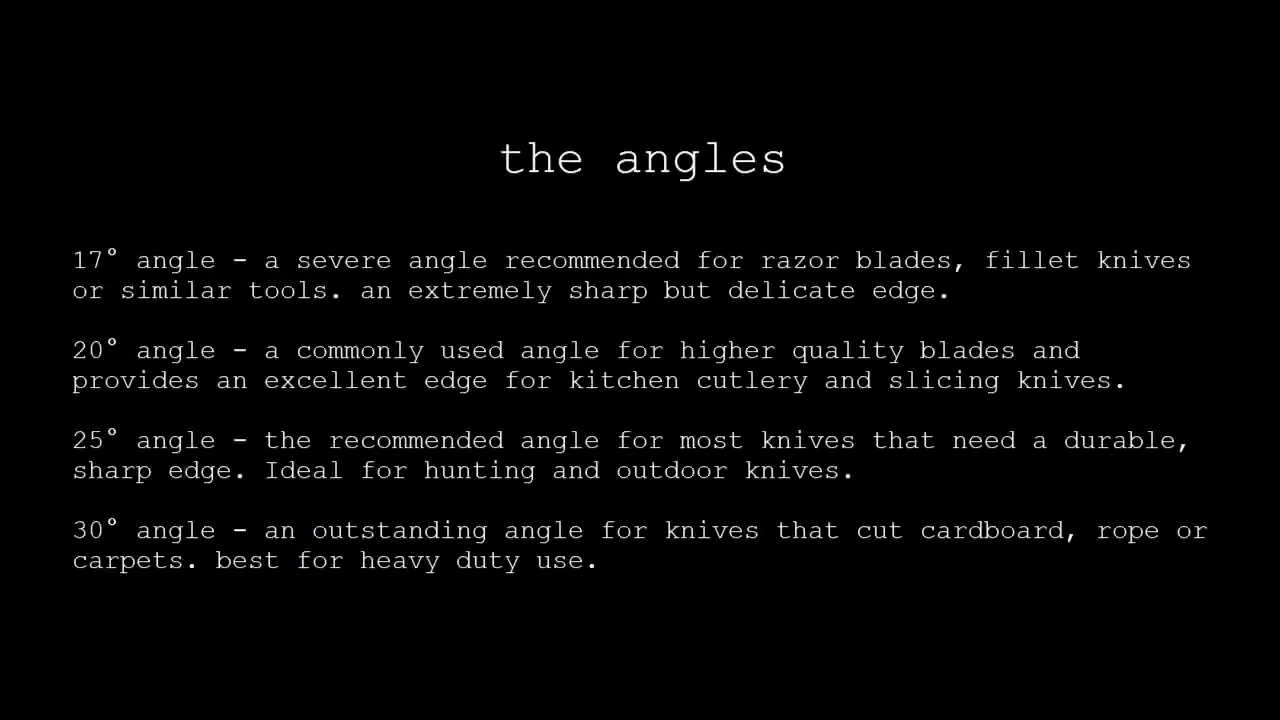 the angles
17° angle - a severe angle recommended for razor blades, fillet knives
or similar tools. an extremely sharp but delicate edge.
20° angle - a commonly used angle for higher quality blades and
provides an excellent edge for kitchen cutlery and slicing knives.
25° angle - the recommended angle for most knives that need a durable,
sharp edge. Ideal for hunting and outdoor knives.
30° angle - an outstanding angle for knives that cut cardboard, rope or
carpets. best for heavy duty use.